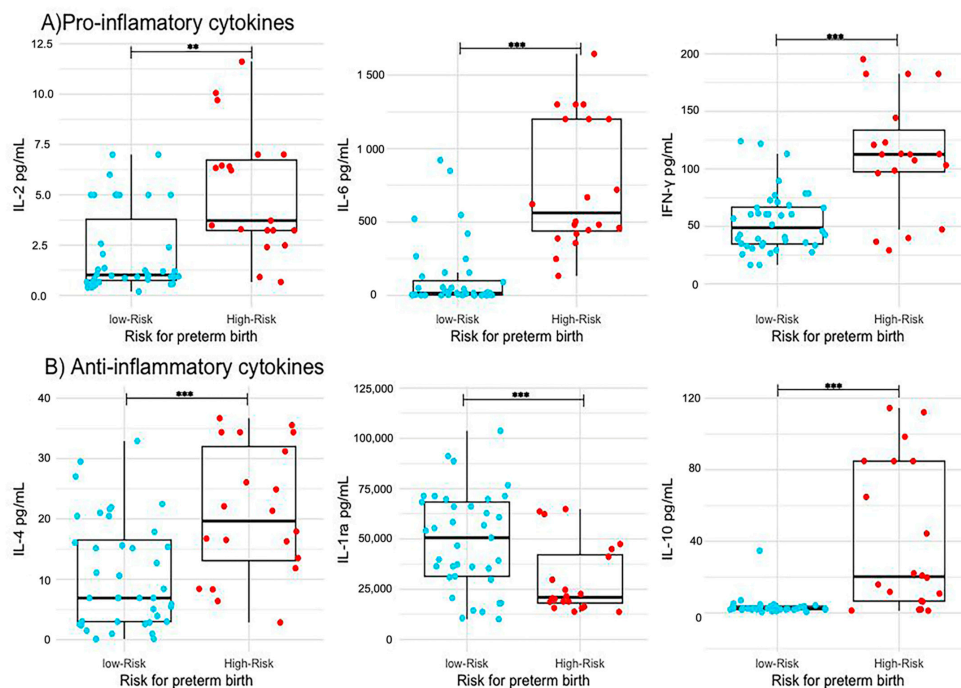 A)Pro-inflamatory cytokines
**
12.5
10.0
7.5
5.0
2.5
0.0
IL-2 pg/mL
low-Risk High-Risk
Risk for preterm birth
***
1 500
1 000
500
0
IL-6 pg/mL
low-Risk High-Risk
Risk for preterm birth
***
200
150
100
50
0
IFN-γ pg/mL
low-Risk High-Risk
Risk for preterm birth
B) Anti-inflammatory cytokines
***
40
30
20
10
0
IL-4 pg/mL
low-Risk High-Risk
Risk for preterm birth
***
125,000
100,000
75,000
50,000
25,000
0
IL-1ra pg/mL
low-Risk High-Risk
Risk for preterm birth
***
120
80
40
0
IL-10 pg/mL
low-Risk High-Risk
Risk for preterm birth